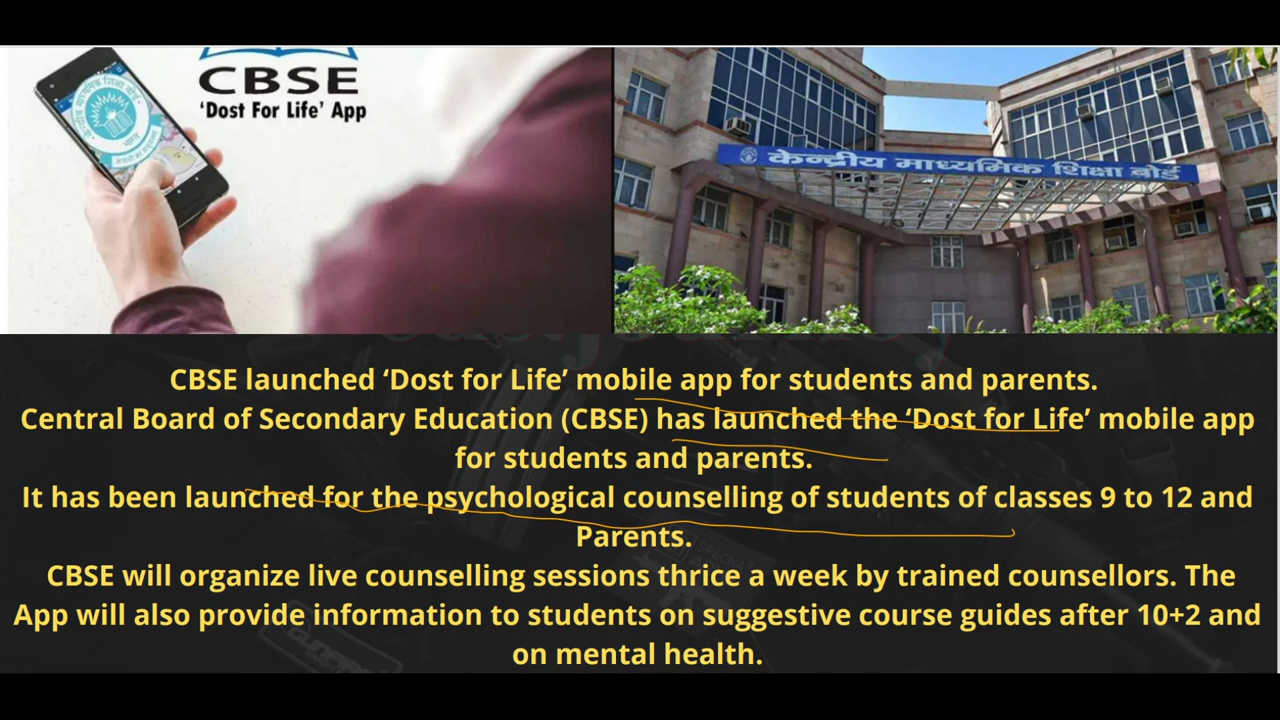 CBSE
‘Dost For Life’ App
केन्द्रीय माध्यमिक शिक्षा बोर्ड
CBSE launched ‘Dost for Life’ mobile app for students and parents.
Central Board of Secondary Education (CBSE) has launched the ‘Dost for Life’ mobile app
for students and parents.
It has been launched for the psychological counselling of students of classes 9 to 12 and
Parents.
CBSE will organize live counselling sessions thrice a week by trained counsellors. The
App will also provide information to students on suggestive course guides after 10+2 and
on mental health.